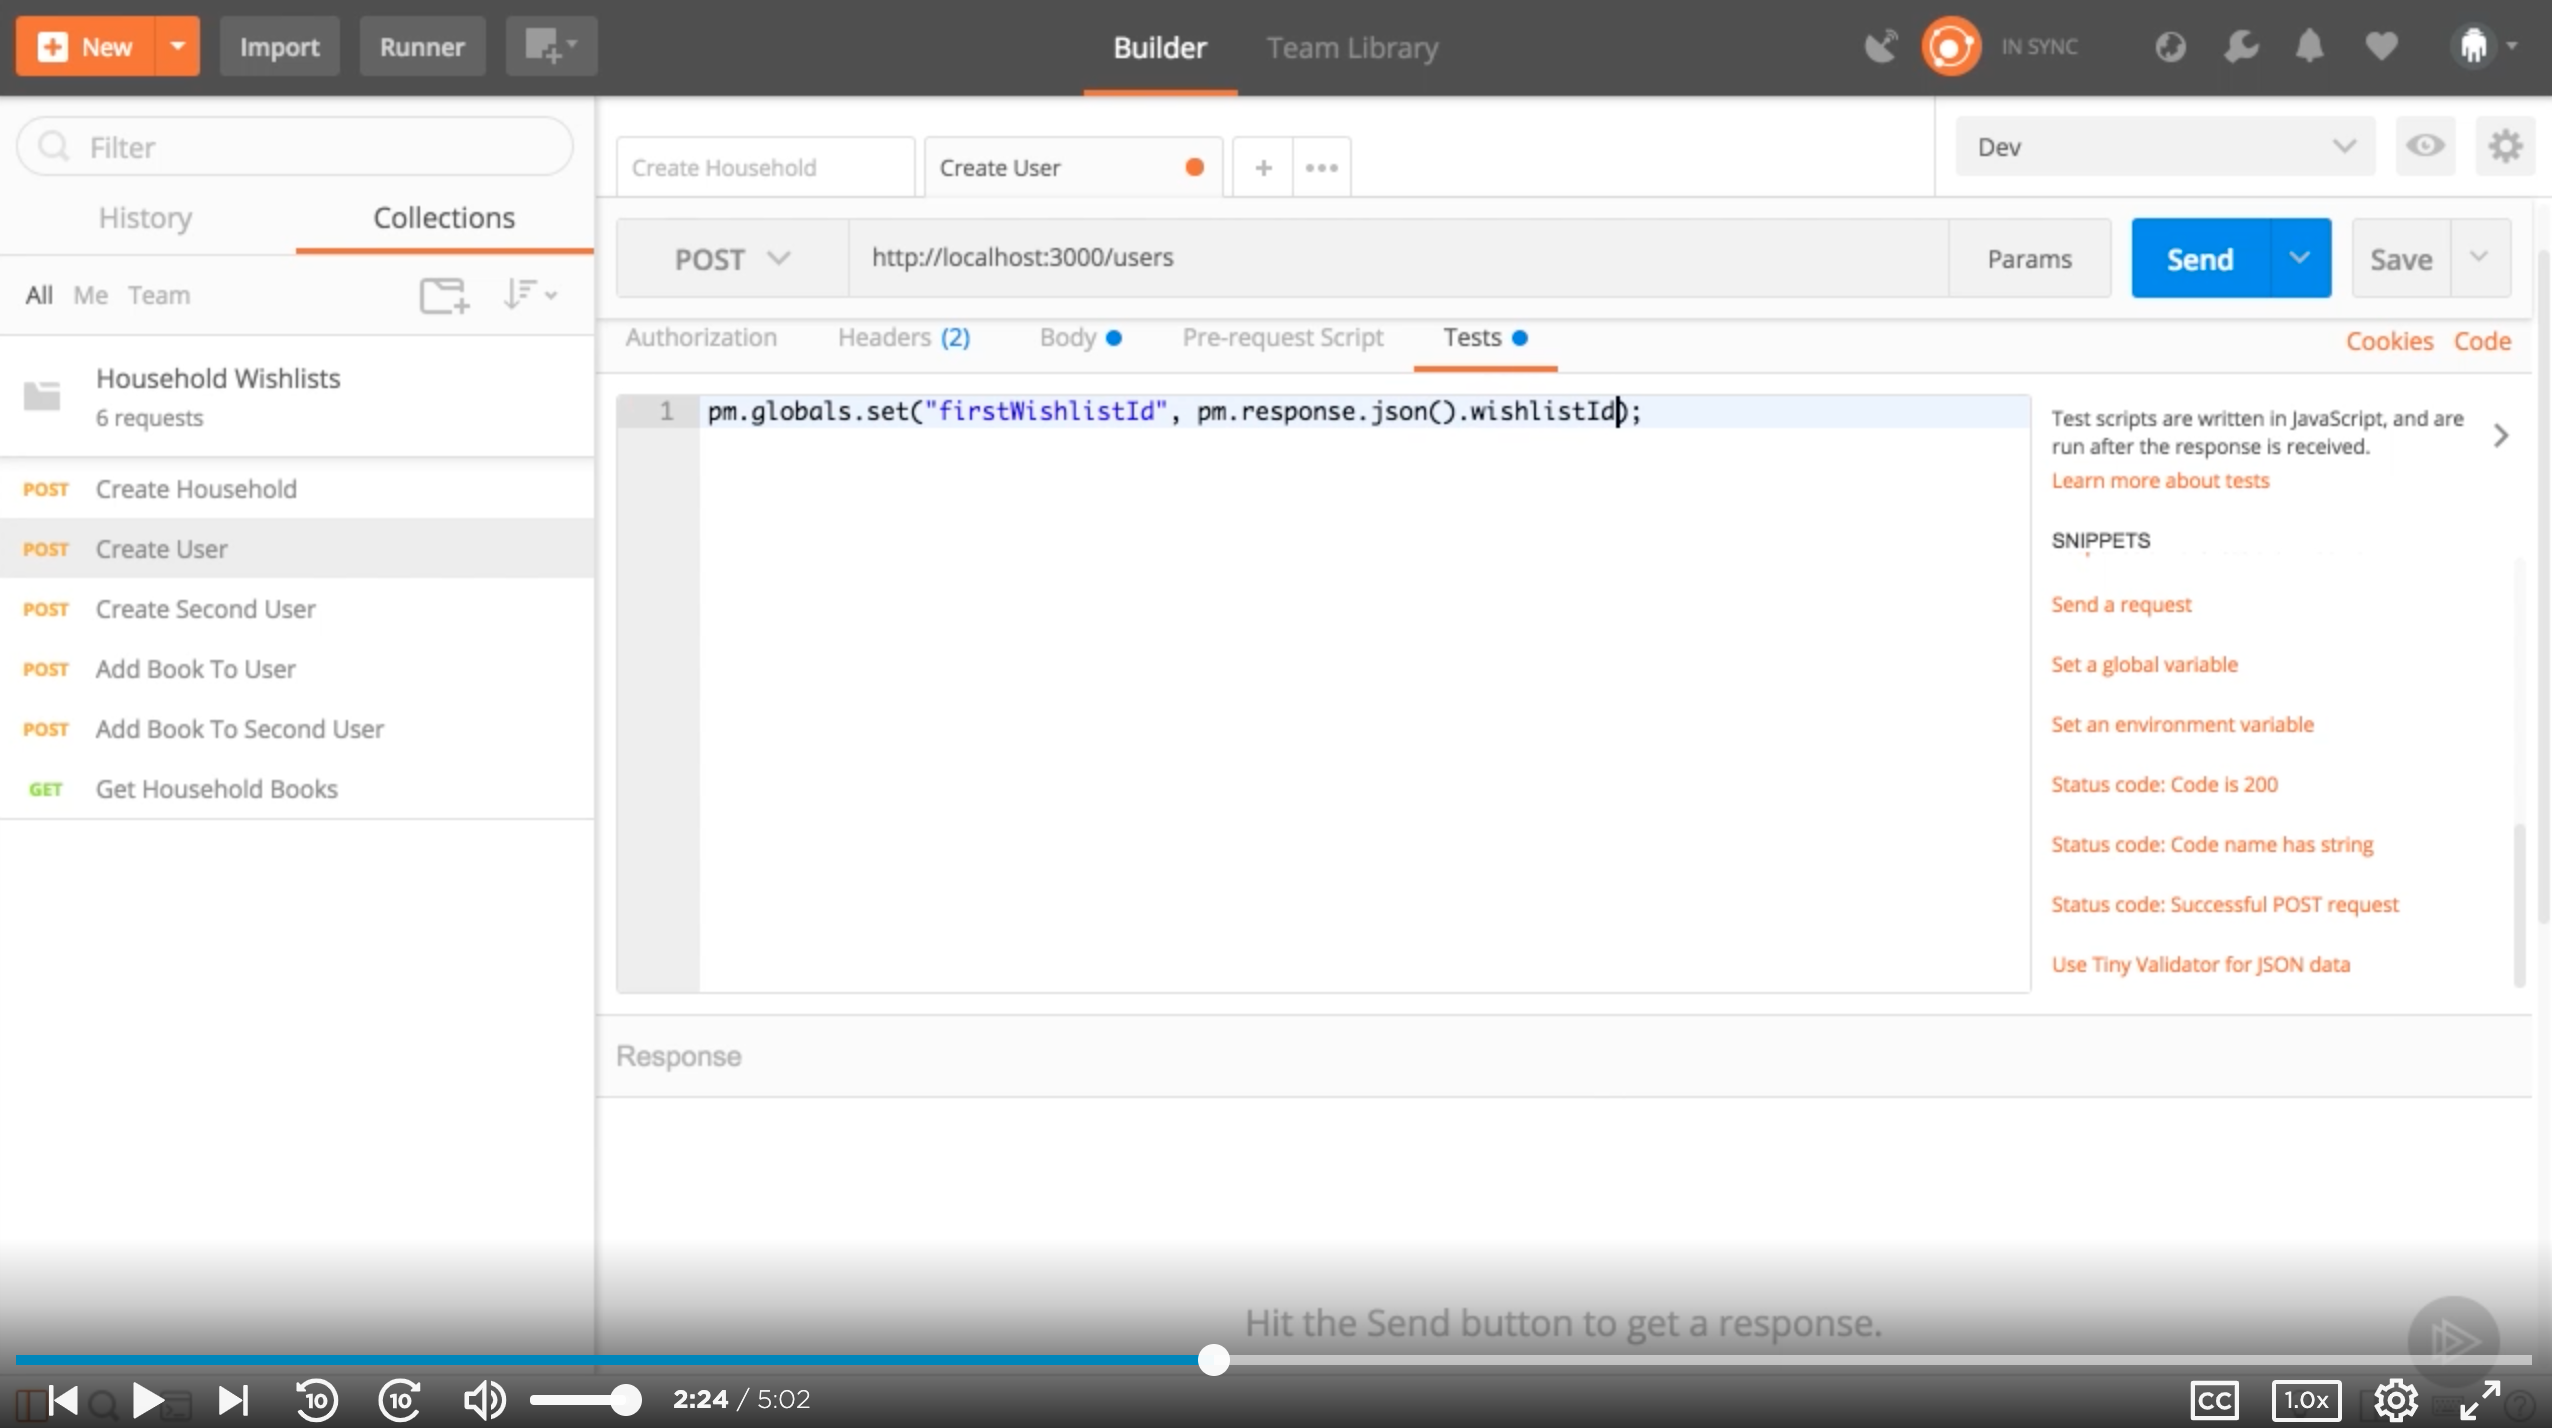 New
Import
Runner
Builder
Team Library
IN SYNC
Filter
History
Collections
All Me Team
Household Wishlists
6 requests
POST Create Household
POST Create User
POST Create Second User
POST Add Book To User
POST Add Book To Second User
GET Get Household Books
Create Household
Create User
+
Dev
POST
http://localhost:3000/users
Params
Send
Save
Authorization
Headers (2)
Body
Pre-request Script
Tests
Cookies Code
1 pm.globals.set("firstWishlistId", pm.response.json().wishlistId);
Test scripts are written in JavaScript, and are
run after the response is received.
Learn more about tests
SNIPPETS
Send a request
Set a global variable
Set an environment variable
Status code: Code is 200
Status code: Code name has string
Status code: Successful POST request
Use Tiny Validator for JSON data
Response
Hit the Send button to get a response.
10
10
2:24 / 5:02
CC
1.0x